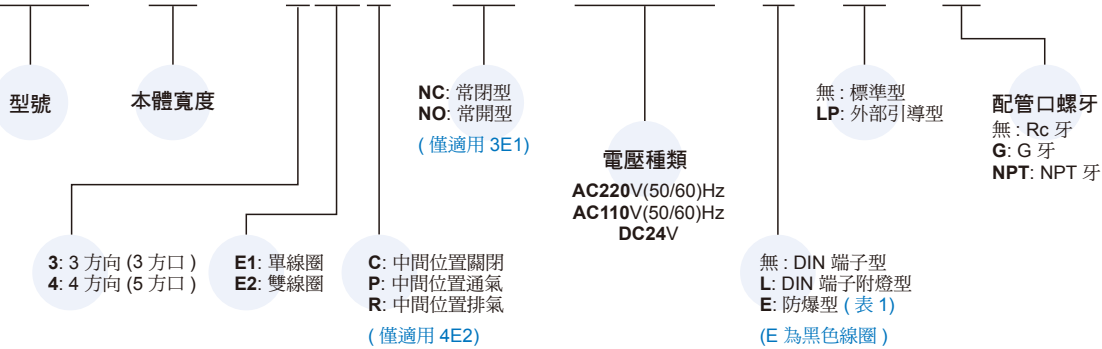 型號
本體寬度
NC: 常閉型
NO: 常開型
( 僅適用 3E1)
電壓種類
AC220V(50/60)Hz
AC110V(50/60)Hz
DC24V
無 : 標準型
LP: 外部引導型
配管口螺牙
無 : Rc 牙
G: G 牙
NPT: NPT 牙
3: 3 方向 (3 方口 )
4: 4 方向 (5 方口 )
E1: 單線圈
E2: 雙線圈
C: 中間位置關閉
P: 中間位置通氣
R: 中間位置排氣
( 僅適用 4E2)
無 : DIN 端子型
L: DIN 端子附燈型
E: 防爆型 ( 表 1)
(E 為黑色線圈 )